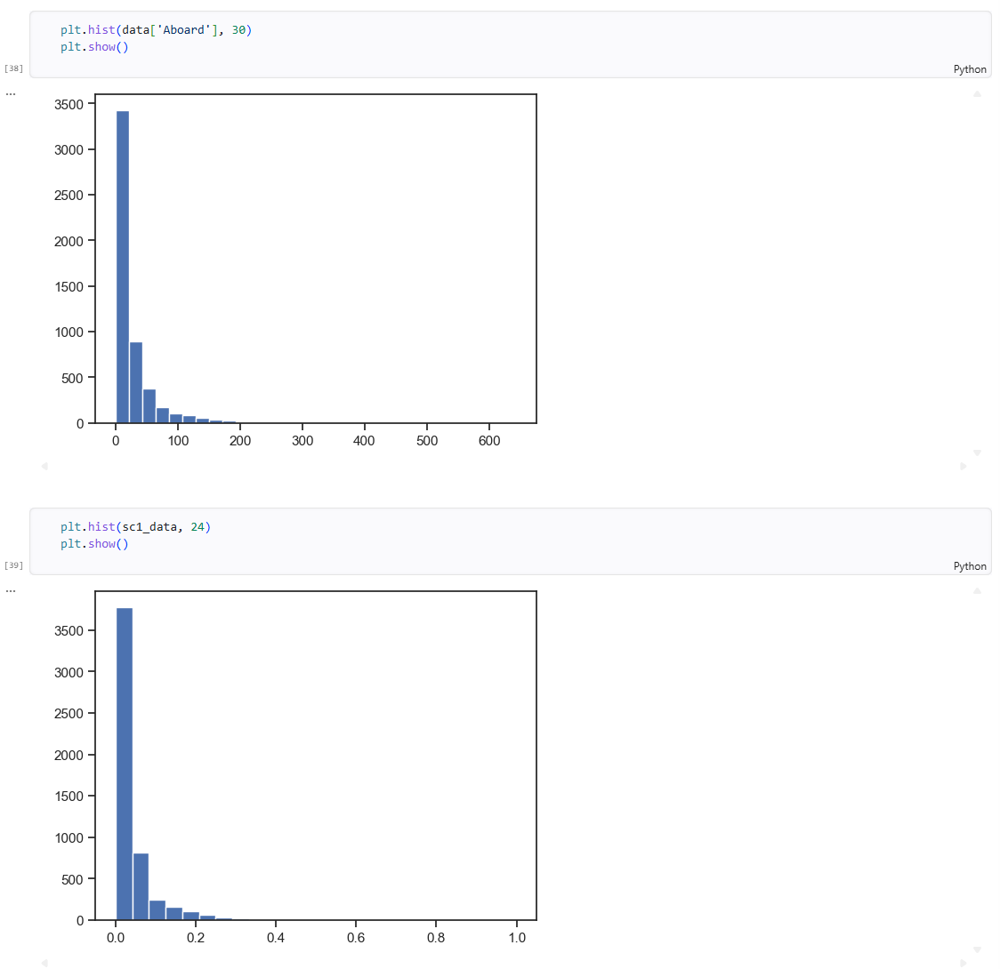 plt.hist(data['Aboard'], 30)
plt.show()
[38]
Python
...
3500
3000
2500
2000
1500
1000
500
0
0 100 200 300 400 500 600
plt.hist(sc1_data, 24)
plt.show()
[39]
Python
...
3500
3000
2500
2000
1500
1000
500
0
0.0 0.2 0.4 0.6 0.8 1.0